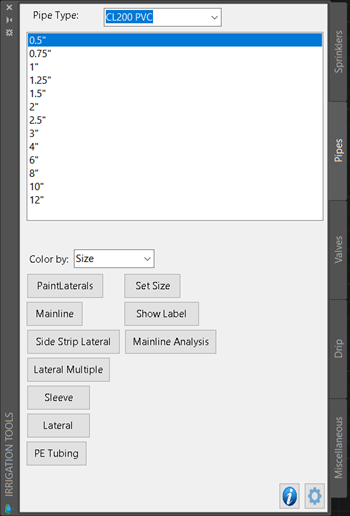 Pipe Type: CL200 PVC
0.5"
0.75"
1"
1.25"
1.5"
2"
2.5"
3"
4"
6"
8"
10"
12"
Color by: Size
PaintLaterals Set Size
Mainline Show Label
Side Strip Lateral Mainline Analysis
Lateral Multiple
Sleeve
Lateral
PE Tubing
IRRIGATION TOOLS
Sprinklers
Pipes
Valves
Drip
Miscellaneous